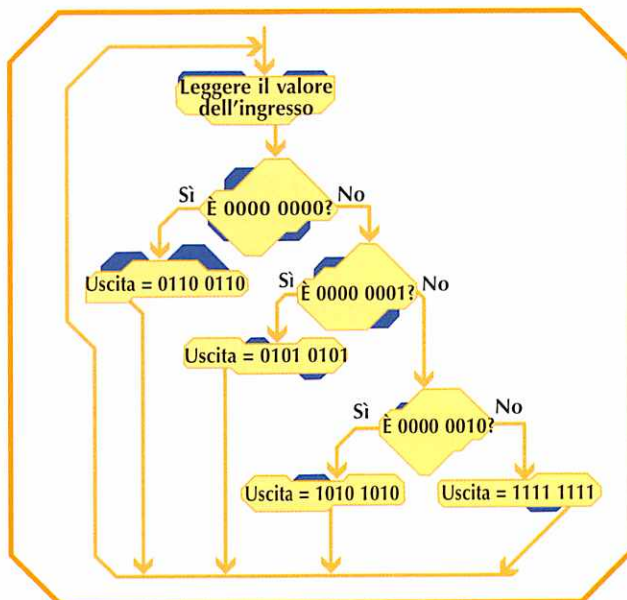 Leggere il valore
dell'ingresso
È 0000 0000?
Sì
No
Uscita = 0110 0110
È 0000 0001?
Sì
No
Uscita = 0101 0101
È 0000 0010?
Sì
No
Uscita = 1010 1010
Uscita = 1111 1111